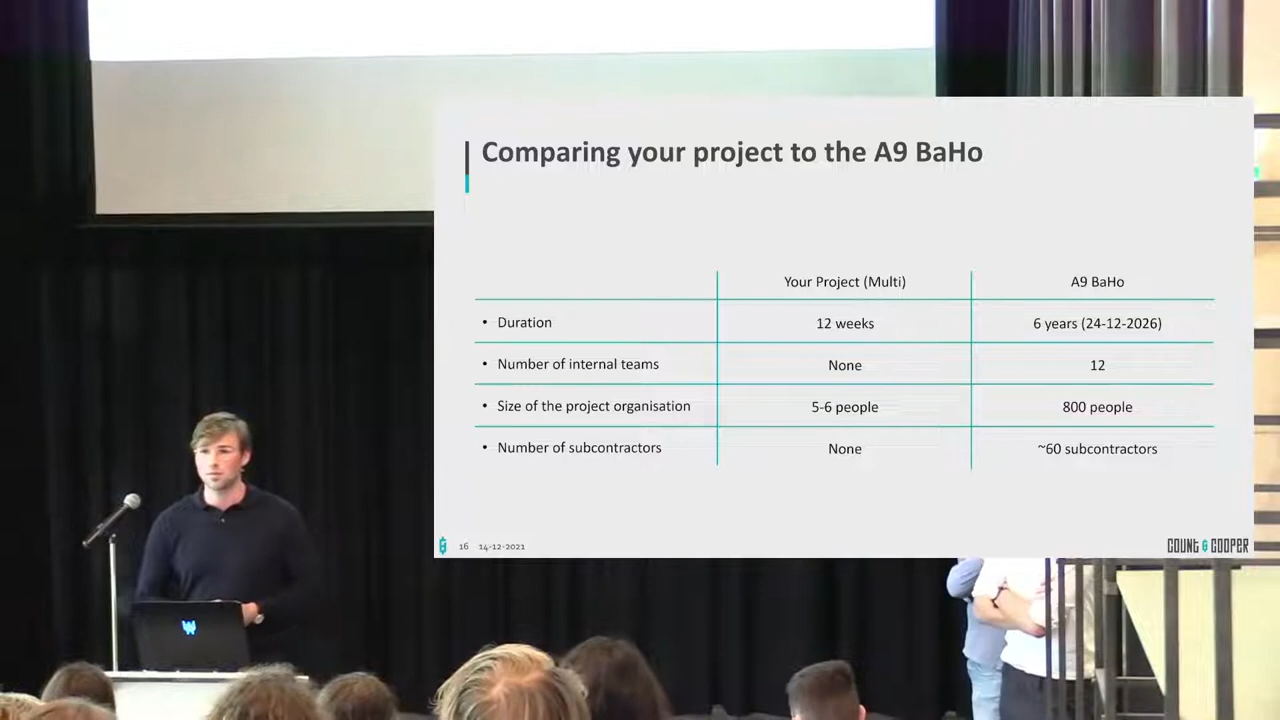 Comparing your project to the A9 BaHo
Your Project (Multi) A9 BaHo
• Duration 12 weeks 6 years (24-12-2026)
• Number of internal teams None 12
• Size of the project organisation 5-6 people 800 people
• Number of subcontractors None ~60 subcontractors
16 14-12-2021
COUNT & COOPER